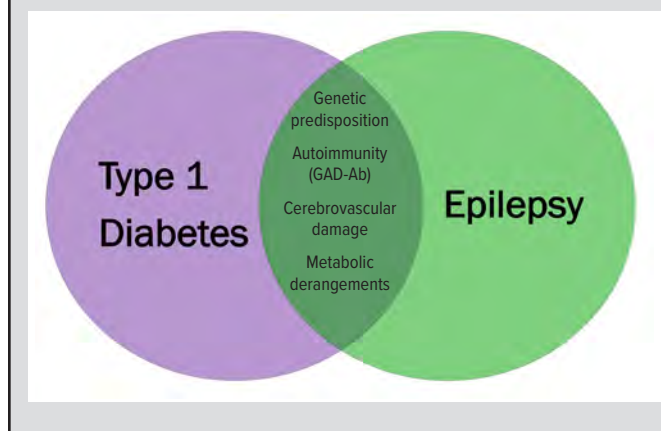 Type 1
Diabetes
Genetic
predisposition
Autoimmunity
(GAD-Ab)
Cerebrovascular
damage
Metabolic
derangements
Epilepsy